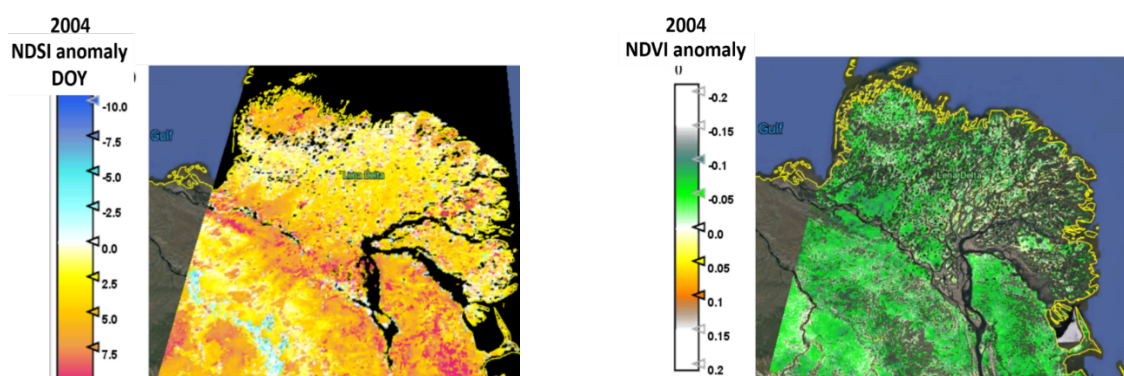 2004
NDSI anomaly
DOY
-10.0
-7.5
-5.0
-2.5
0.0
2.5
5.0
7.5
Gulf
Lena Delta
2004
NDVI anomaly
-0.2
-0.15
-0.1
-0.05
0.0
0.05
0.1
0.15
0.2
Gulf
Lena Delta